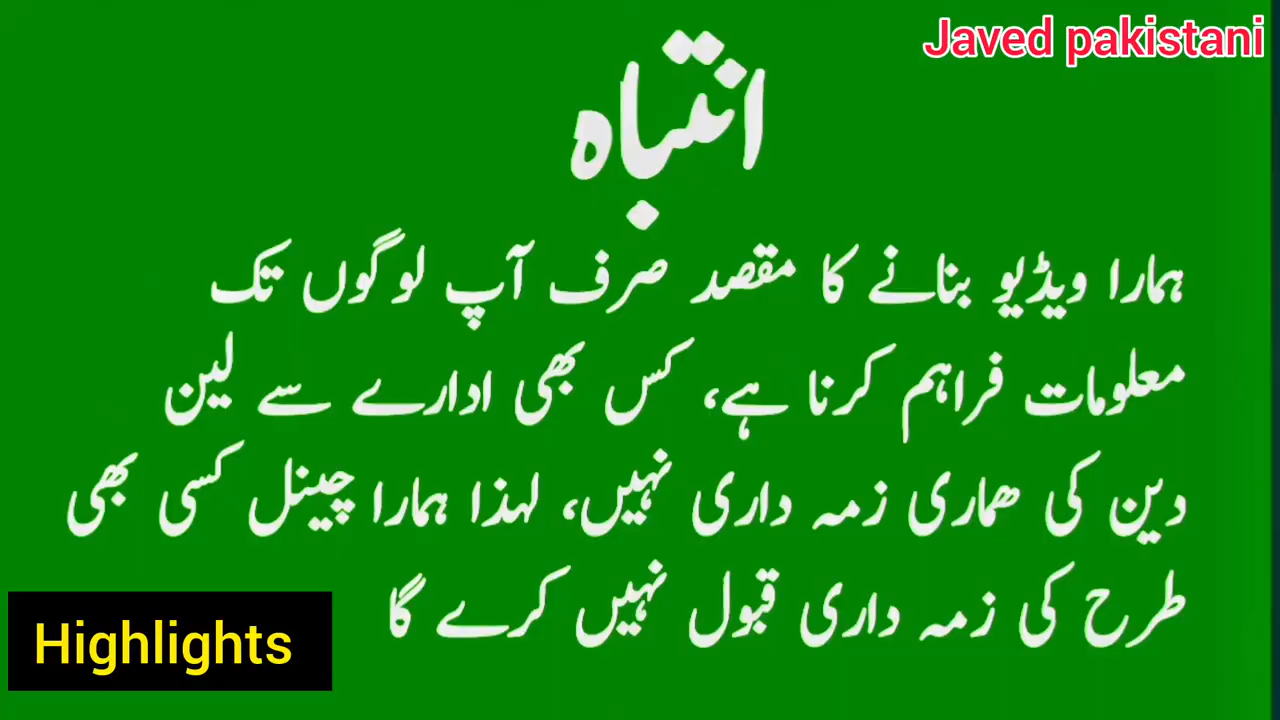 Javed pakistani
انتباہ
ہمارا ویڈیو بنانے کا مقصد صرف آپ لوگوں تک
معلومات فراہم کرنا ہے، کس بھی ادارے سے لین
دین کی ھماری زمہ داری نہیں، لہذا ہمارا چینل کسی بھی
طرح کی زمہ داری قبول نہیں کرے گا
Highlights